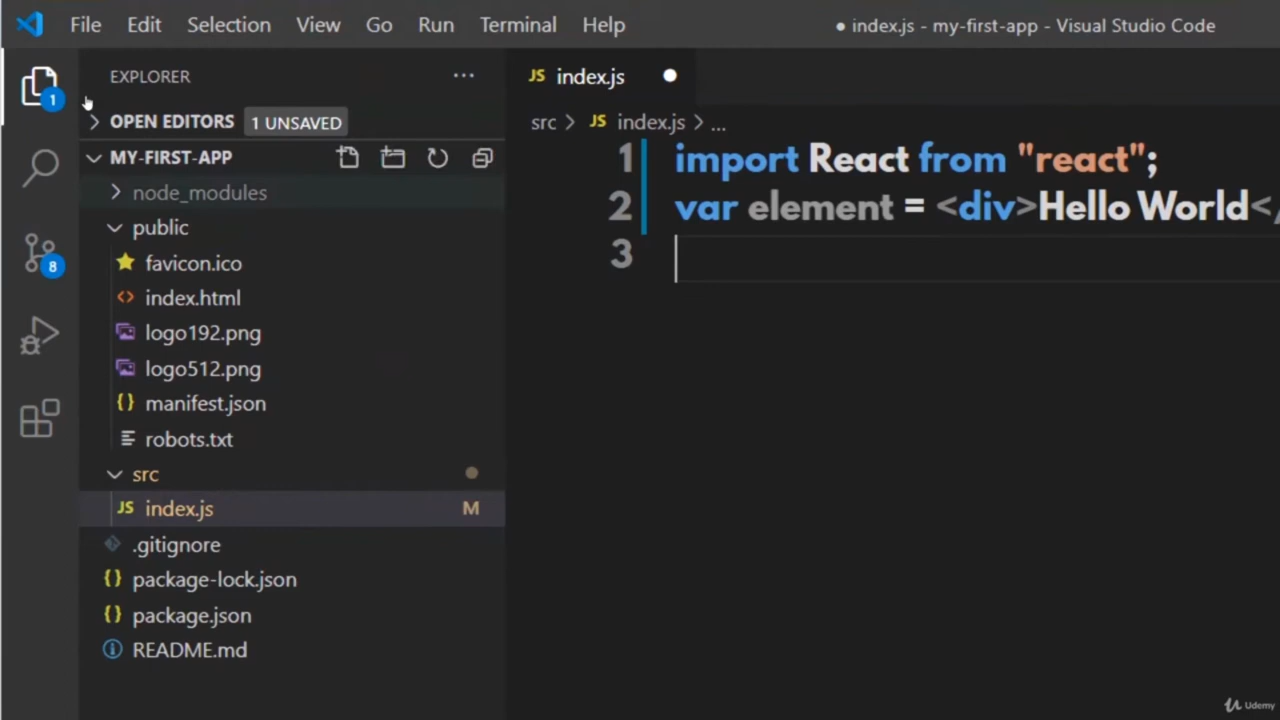 File Edit Selection View Go Run Terminal Help ● index.js - my-first-app - Visual Studio Code
EXPLORER ...
OPEN EDITORS 1 UNSAVED
MY-FIRST-APP
node_modules
public
favicon.ico
index.html
logo192.png
logo512.png
manifest.json
robots.txt
src
index.js M
.gitignore
package-lock.json
package.json
README.md
1
8
JS index.js
src > JS index.js > ...
1 import React from "react";
2 var element = <div>Hello World</
3
Udemy